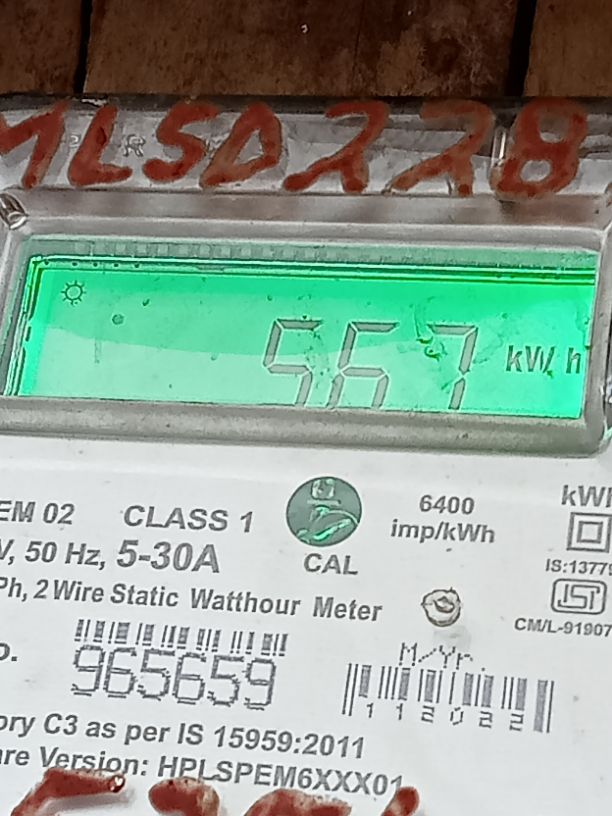 MLSD228
567 kWh
EM 02 CLASS 1
6400
imp/kWh
V, 50 Hz, 5-30A
CAL
Ph, 2 Wire Static Watthour Meter
IS:13779
CM/L-91907
965659
M/Yr.
112022
ory C3 as per IS 15959:2011
are Version: HPLSPEM6XXX01